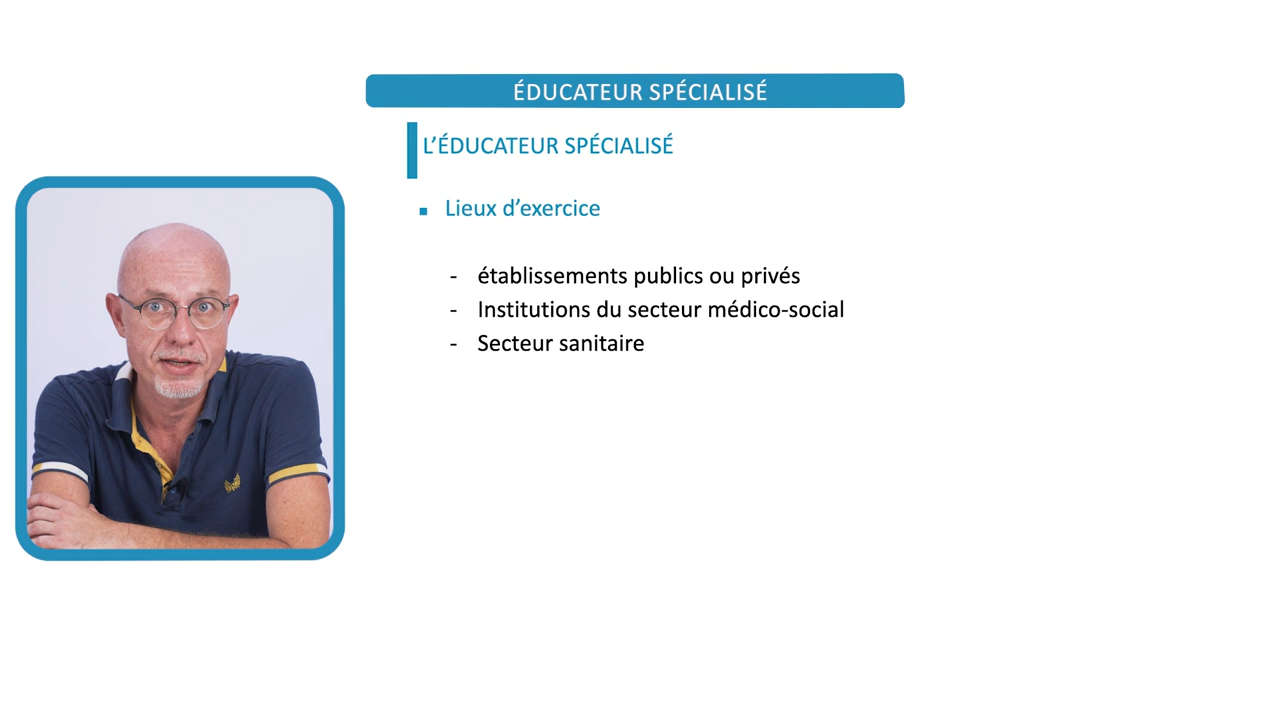 ÉDUCATEUR SPÉCIALISÉ
L’ÉDUCATEUR SPÉCIALISÉ
▪ Lieux d’exercice
- établissements publics ou privés
- Institutions du secteur médico-social
- Secteur sanitaire